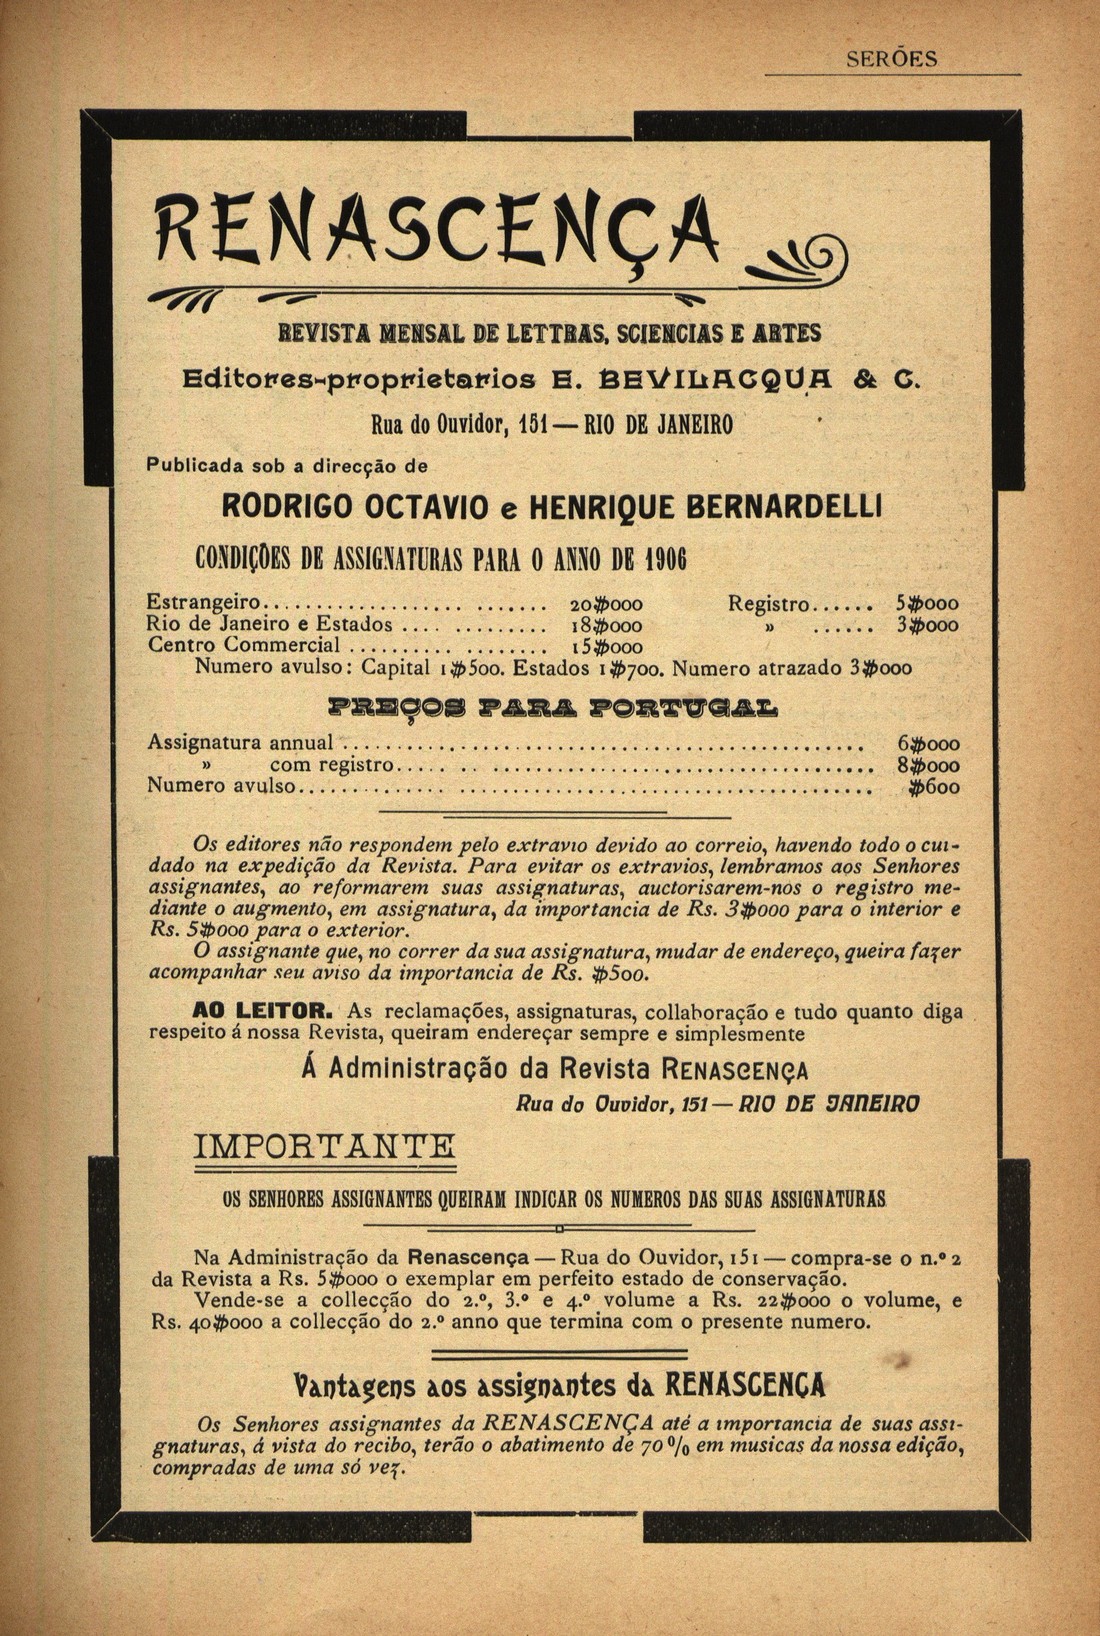 SERÕES
RENASCENÇA
REVISTA MENSAL DE LETTRAS, SCIENCIAS E ARTES
Editores-proprietarios E. BEVILACQUA & C.
Rua do Ouvidor, 151 — RIO DE JANEIRO
Publicada sob a direcção de
RODRIGO OCTAVIO e HENRIQUE BERNARDELLI
CONDIÇÕES DE ASSIGNATURAS PARA O ANNO DE 1906
Estrangeiro.................. ....... 20$000 Registro...... 5$000
Rio de Janeiro e Estados .... ......... 18$000 » ...... 3$000
Centro Commercial .......... ....... 15$000
Numero avulso: Capital 1$500. Estados 1$700. Numero atrazado 3$000
PREÇOS PARA PORTUGAL
Assignatura annual .............................................. 6$000
» com registro..... .. .................................... 8$000
Numero avulso............. .................................... $600
Os editores não respondem pelo extravio devido ao correio, havendo todo o cui-
dado na expedição da Revista. Para evitar os extravios, lembramos aos Senhores
assignantes, ao reformarem suas assignaturas, auctorisarem-nos o registro me-
diante o augmento, em assignatura, da importancia de Rs. 3$000 para o interior e
Rs. 5$000 para o exterior.
O assignante que, no correr da sua assignatura, mudar de endereço, queira fazer
acompanhar seu aviso da importancia de Rs. $500.
AO LEITOR. As reclamações, assignaturas, collaboração e tudo quanto diga
respeito á nossa Revista, queiram endereçar sempre e simplesmente
Á Administração da Revista RENASCENÇA
Rua do Ouvidor, 151 — RIO DE JANEIRO
IMPORTANTE
OS SENHORES ASSIGNANTES QUEIRAM INDICAR OS NUMEROS DAS SUAS ASSIGNATURAS
Na Administração da Renascença — Rua do Ouvidor, 151 — compra-se o n.º 2
da Revista a Rs. 5$000 o exemplar em perfeito estado de conservação.
Vende-se a collecção do 2.º, 3.º e 4.º volume a Rs. 22$000 o volume, e
Rs. 40$000 a collecção do 2.º anno que termina com o presente numero.
Vantagens aos assignantes da RENASCENÇA
Os Senhores assignantes da RENASCENÇA até a importancia de suas assi-
gnaturas, á vista do recibo, terão o abatimento de 70 % em musicas da nossa edição,
compradas de uma só vez.